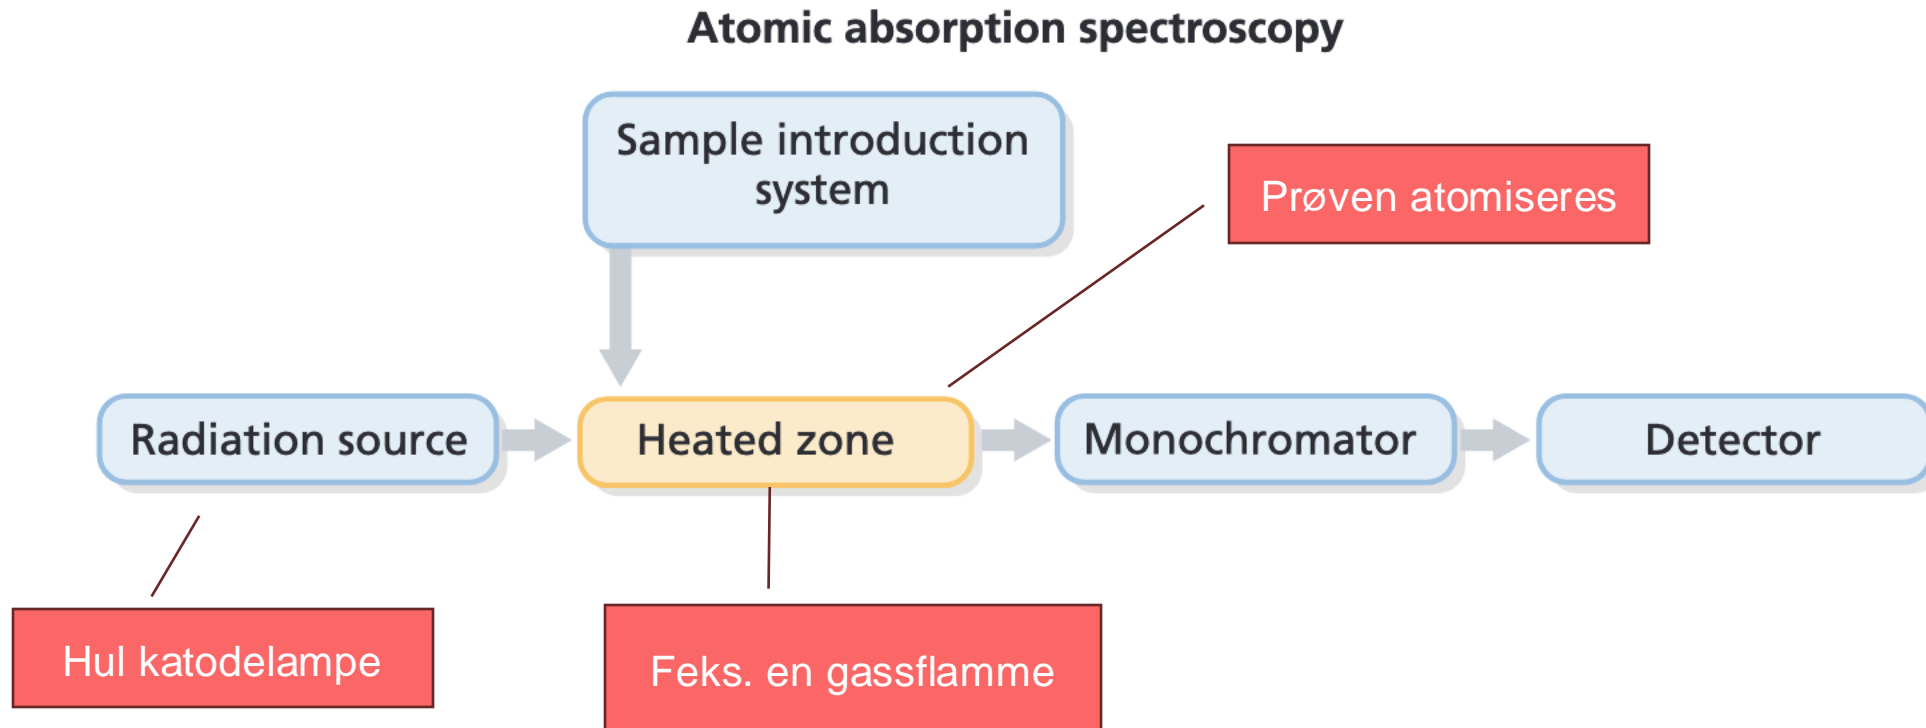 Atomic absorption spectroscopy
Sample introduction
system
Prøven atomiseres
Radiation source
Heated zone
Monochromator
Detector
Hul katodelampe
Feks. en gassflamme